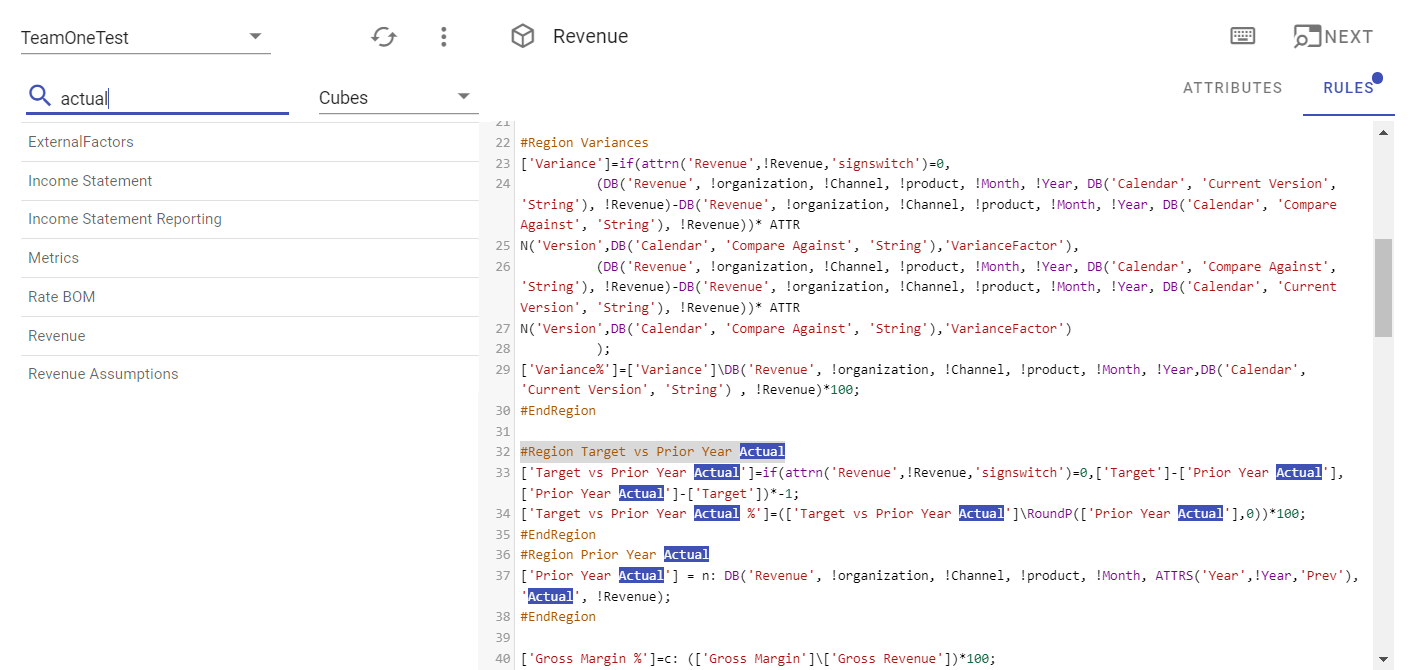 TeamOneTest
Revenue
NEXT
actual
Cubes
ATTRIBUTES
RULES
ExternalFactors
Income Statement
Income Statement Reporting
Metrics
Rate BOM
Revenue
Revenue Assumptions
21
22 #Region Variances
23 ['Variance']=if(attrn('Revenue',!Revenue,'signswitch')=0,
24 (DB('Revenue', !organization, !Channel, !product, !Month, !Year, DB('Calendar', 'Current Version',
'String'), !Revenue)-DB('Revenue', !organization, !Channel, !product, !Month, !Year, DB('Calendar', 'Compare
Against', 'String'), !Revenue))* ATTR
25 N('Version',DB('Calendar', 'Compare Against', 'String'),'VarianceFactor'),
26 (DB('Revenue', !organization, !Channel, !product, !Month, !Year, DB('Calendar', 'Compare Against',
'String'), !Revenue)-DB('Revenue', !organization, !Channel, !product, !Month, !Year, DB('Calendar', 'Current
Version', 'String'), !Revenue))* ATTR
27 N('Version',DB('Calendar', 'Compare Against', 'String'),'VarianceFactor')
28 );
29 ['Variance%']=['Variance']\DB('Revenue', !organization, !Channel, !product, !Month, !Year,DB('Calendar',
'Current Version', 'String') , !Revenue)*100;
30 #EndRegion
31
32 #Region Target vs Prior Year Actual
33 ['Target vs Prior Year Actual']=if(attrn('Revenue',!Revenue,'signswitch')=0,['Target']-['Prior Year Actual'],
['Prior Year Actual']-['Target'])*-1;
34 ['Target vs Prior Year Actual %']=(['Target vs Prior Year Actual']\RoundP(['Prior Year Actual'],0))*100;
35 #EndRegion
36 #Region Prior Year Actual
37 ['Prior Year Actual'] = n: DB('Revenue', !organization, !Channel, !product, !Month, ATTRS('Year',!Year,'Prev'),
'Actual', !Revenue);
38 #EndRegion
39
40 ['Gross Margin %']=c: (['Gross Margin']\['Gross Revenue'])*100;